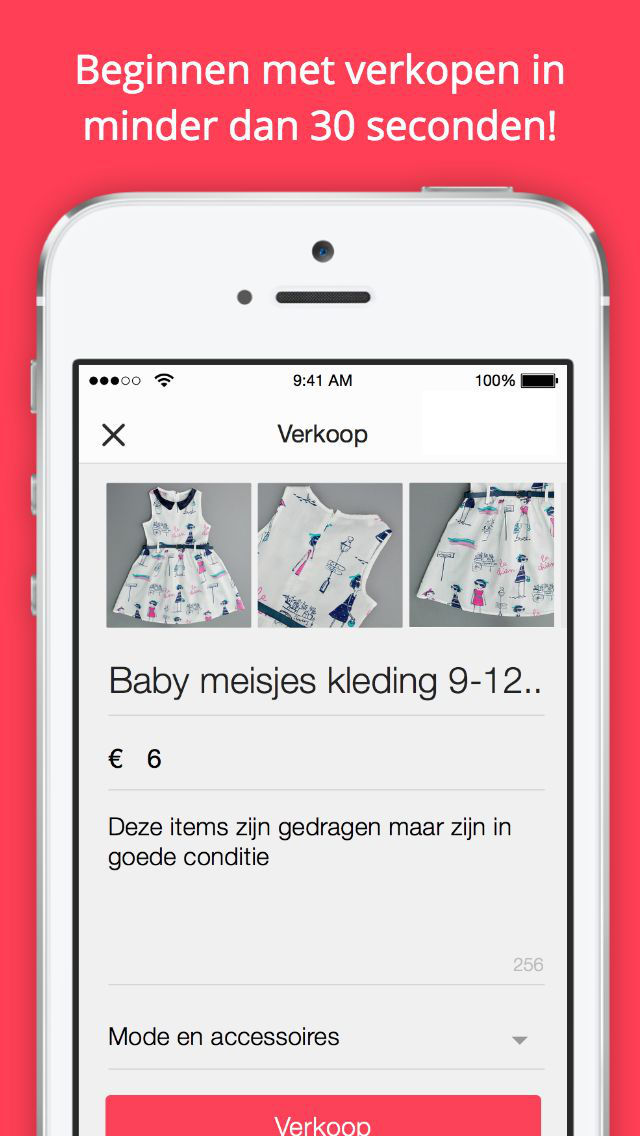 Beginnen met verkopen in
minder dan 30 seconden!
9:41 AM
100%
Verkoop
Baby meisjes kleding 9-12..
€ 6
Deze items zijn gedragen maar zijn in
goede conditie
256
Mode en accessoires
Verkoop